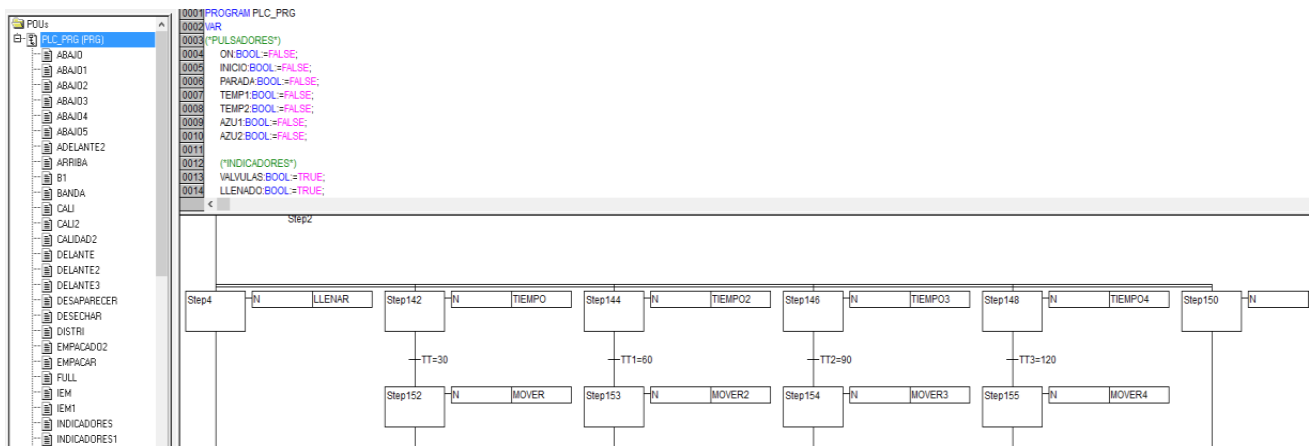 POUs
PLC_PRG (PRG)
ABAJO
ABAJO1
ABAJO2
ABAJO3
ABAJO4
ABAJO5
ADELANTE2
ARRIBA
B1
BANDA
CALI
CALI2
CALIDAD2
DELANTE
DELANTE2
DELANTE3
DESAPARECER
DESECHAR
DISTRI
EMPACADO2
EMPACAR
FULL
IEM
IEM1
INDICADORES
INDICADORES1
0001 PROGRAM PLC_PRG
0002 VAR
0003 (*PULSADORES*)
0004 ON:BOOL:=FALSE;
0005 INICIO:BOOL:=FALSE;
0006 PARADA:BOOL:=FALSE;
0007 TEMP1:BOOL:=FALSE;
0008 TEMP2:BOOL:=FALSE;
0009 AZU1:BOOL:=FALSE;
0010 AZU2:BOOL:=FALSE;
0011
0012 (*INDICADORES*)
0013 VALVULAS:BOOL:=TRUE;
0014 LLENADO:BOOL:=TRUE;
Step2
Step4 N LLENAR Step142 N TIEMPO Step144 N TIEMPO2 Step146 N TIEMPO3 Step148 N TIEMPO4 Step150 N
TT=30 TT1=60 TT2=90 TT3=120
Step152 N MOVER Step153 N MOVER2 Step154 N MOVER3 Step155 N MOVER4